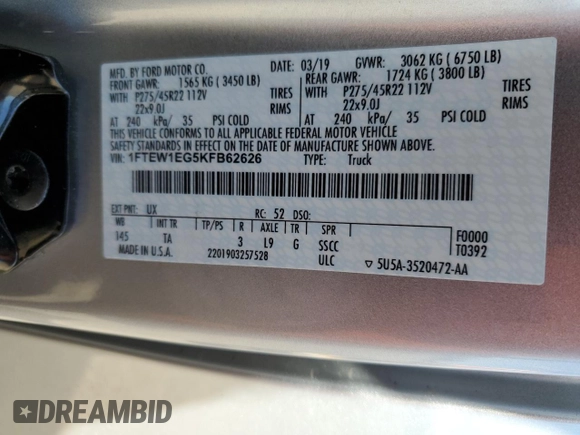 MFD. BY FORD MOTOR CO.
DATE: 03/19 GVWR: 3062 KG ( 6750 LB)
FRONT GAWR: 1565 KG ( 3450 LB)
REAR GAWR: 1724 KG ( 3800 LB)
WITH P275/45R22 112V TIRES
WITH P275/45R22 112V TIRES
22x9.0J RIMS
22x9.0J RIMS
AT 240 kPa/ 35 PSI COLD
AT 240 kPa/ 35 PSI COLD
THIS VEHICLE CONFORMS TO ALL APPLICABLE FEDERAL MOTOR VEHICLE
SAFETY STANDARDS IN EFFECT ON THE DATE OF MANUFACTURE SHOWN ABOVE.
1FTEW1EG5KFB62626 TYPE: Truck
EXT PNT: UX RC: 52 DSO:
WB INT TR TP/PS R AXLE TR SPR F0000
145 TA 3 L9 G SSCC T0392
MADE IN U.S.A. 2201903257528 ULC ▽ 5U5A-3520472-AA
DREAMBID